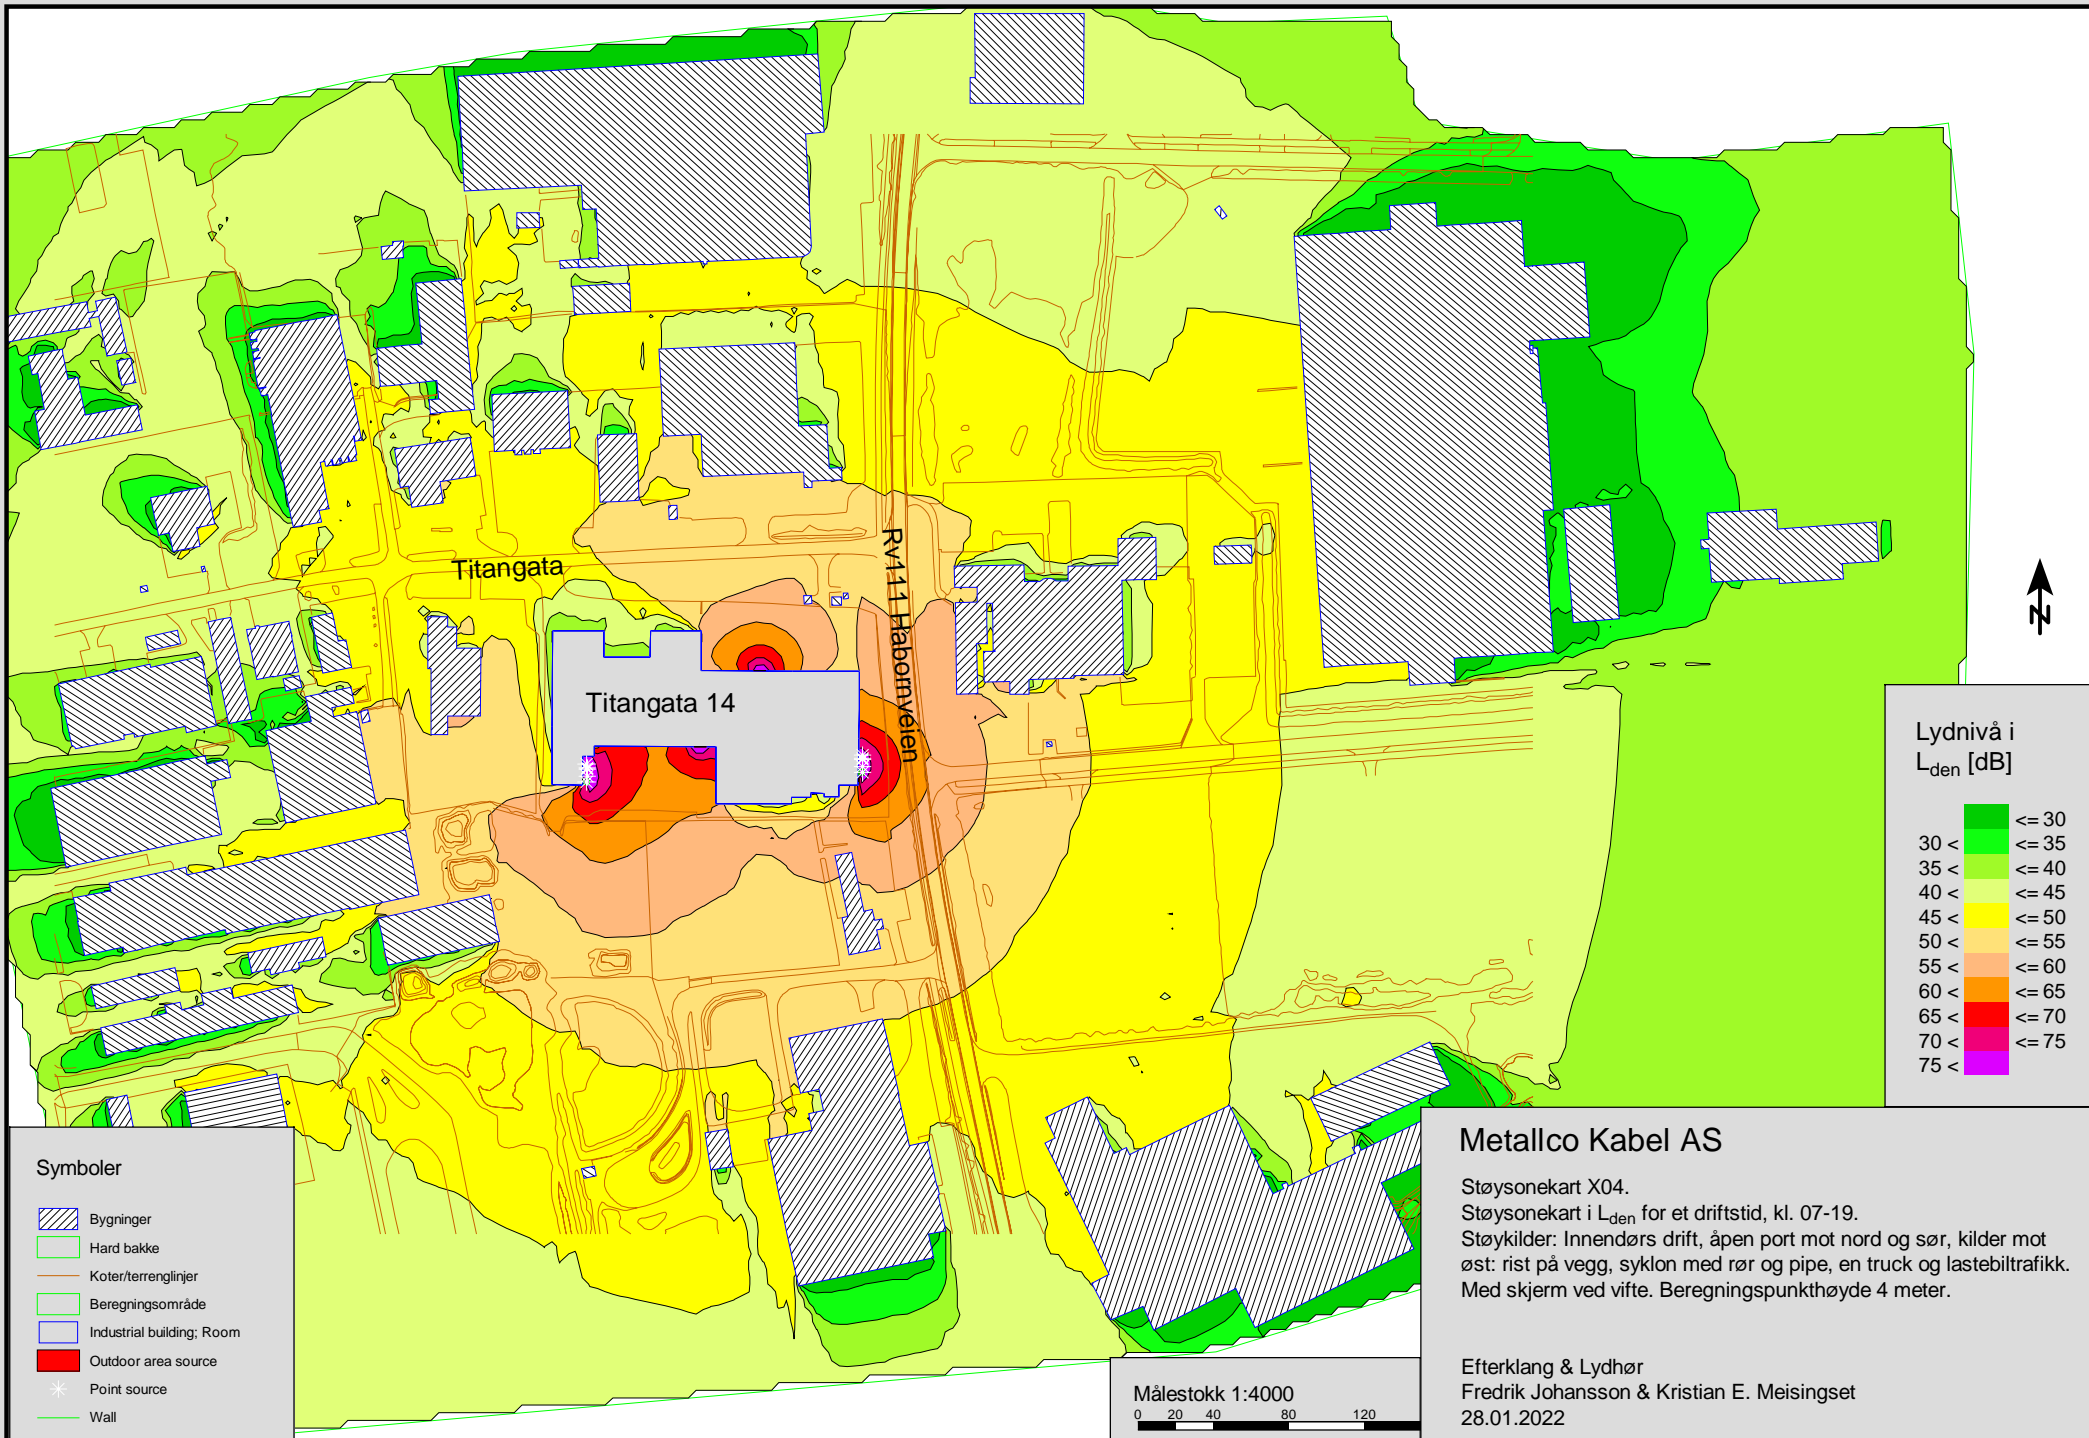 Titangata
Rv111 Habornveien
Titangata 14
Lydnivå i
Lden [dB]
<= 30
30 < <= 35
35 < <= 40
40 < <= 45
45 < <= 50
50 < <= 55
55 < <= 60
60 < <= 65
65 < <= 70
70 < <= 75
75 <
N
Symboler
Bygninger
Hard bakke
Koter/terrenglinjer
Beregningsområde
Industrial building; Room
Outdoor area source
Point source
Wall
Målestokk 1:4000
0 20 40 80 120
Metallco Kabel AS
Støysonekart X04.
Støysonekart i Lden for et driftstid, kl. 07-19.
Støykilder: Innendørs drift, åpen port mot nord og sør, kilder mot
øst: rist på vegg, syklon med rør og pipe, en truck og lastebiltrafikk.
Med skjerm ved vifte. Beregningspunkthøyde 4 meter.
Efterklang & Lydhør
Fredrik Johansson & Kristian E. Meisingset
28.01.2022